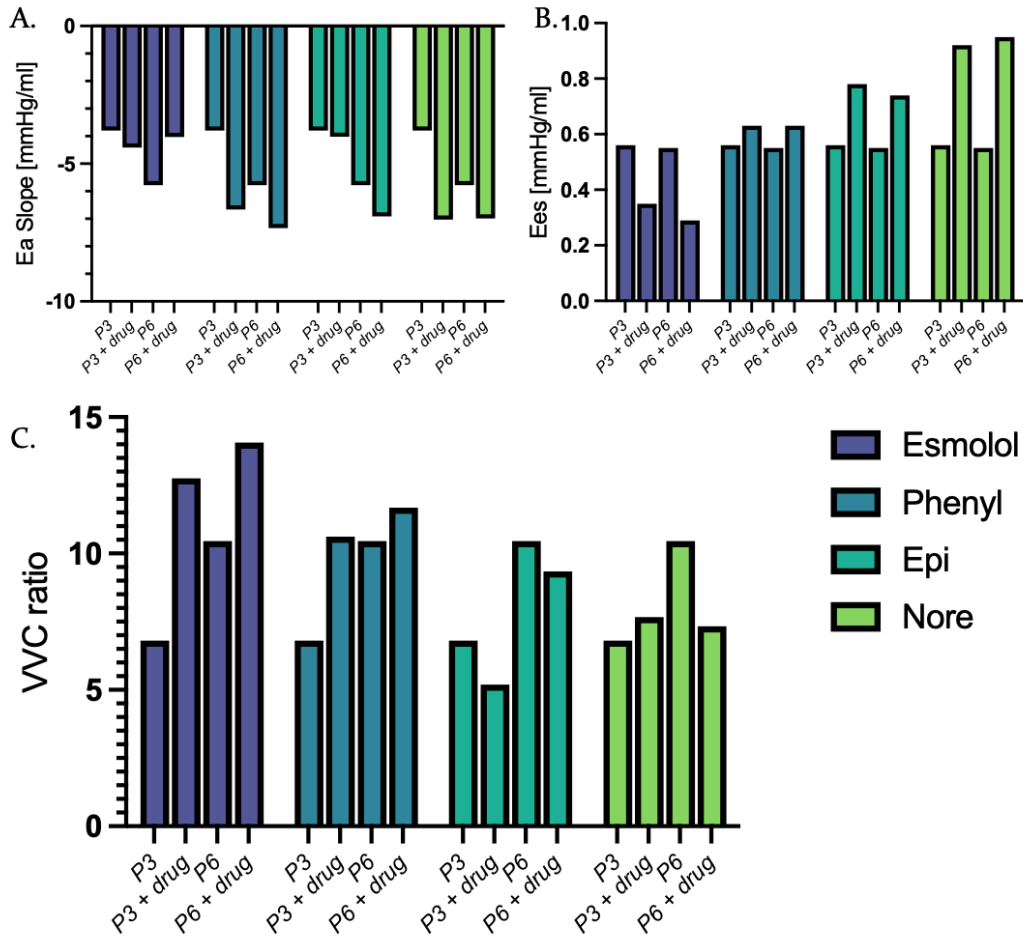 A.
Ea Slope [mmHg/ml]
0
-5
-10
P3
P3 + drug
P6
P6 + drug
P3
P3 + drug
P6
P6 + drug
P3
P3 + drug
P6
P6 + drug
P3
P3 + drug
P6
P6 + drug
B.
Ees [mmHg/ml]
1.0
0.8
0.6
0.4
0.2
0.0
P3
P3 + drug
P6
P6 + drug
P3
P3 + drug
P6
P6 + drug
P3
P3 + drug
P6
P6 + drug
P3
P3 + drug
P6
P6 + drug
C.
VVC ratio
15
10
5
0
P3
P3 + drug
P6
P6 + drug
P3
P3 + drug
P6
P6 + drug
P3
P3 + drug
P6
P6 + drug
P3
P3 + drug
P6
P6 + drug
Esmolol
Phenyl
Epi
Nore